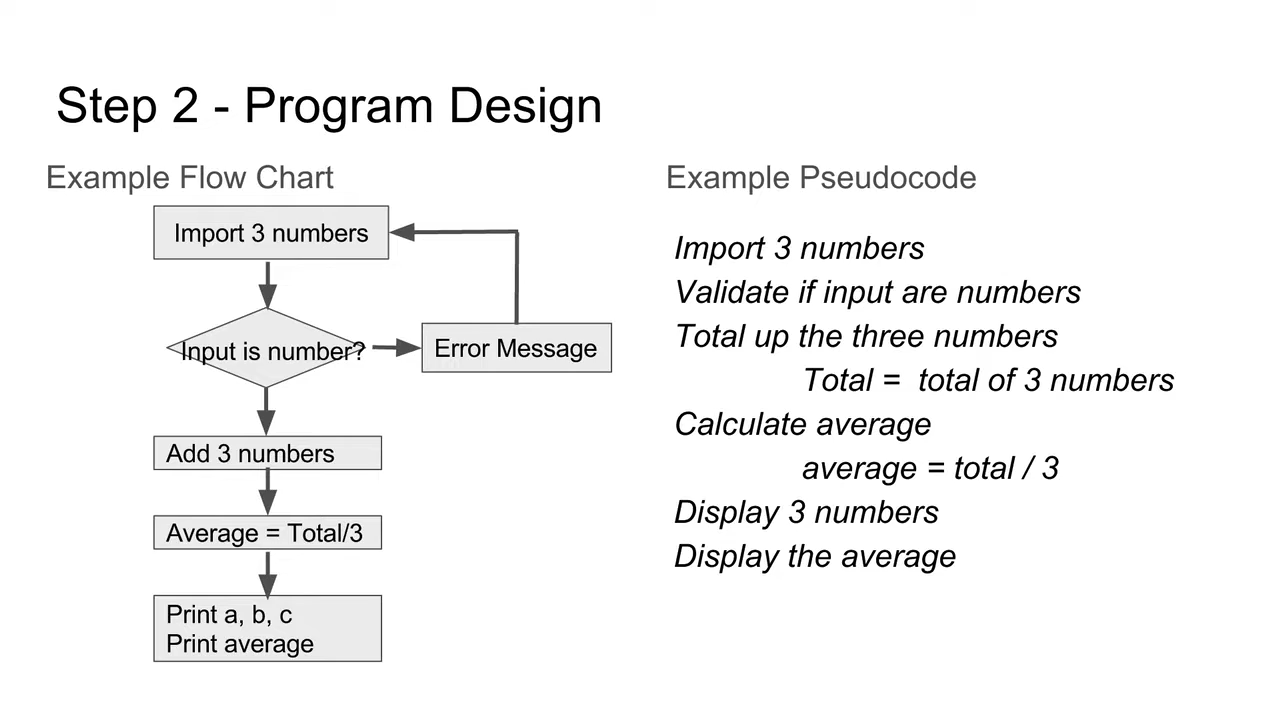 Step 2 - Program Design
Example Flow Chart
Import 3 numbers
Input is number?
Error Message
Add 3 numbers
Average = Total/3
Print a, b, c
Print average
Example Pseudocode
Import 3 numbers
Validate if input are numbers
Total up the three numbers
Total =  total of 3 numbers
Calculate average
average = total / 3
Display 3 numbers
Display the average